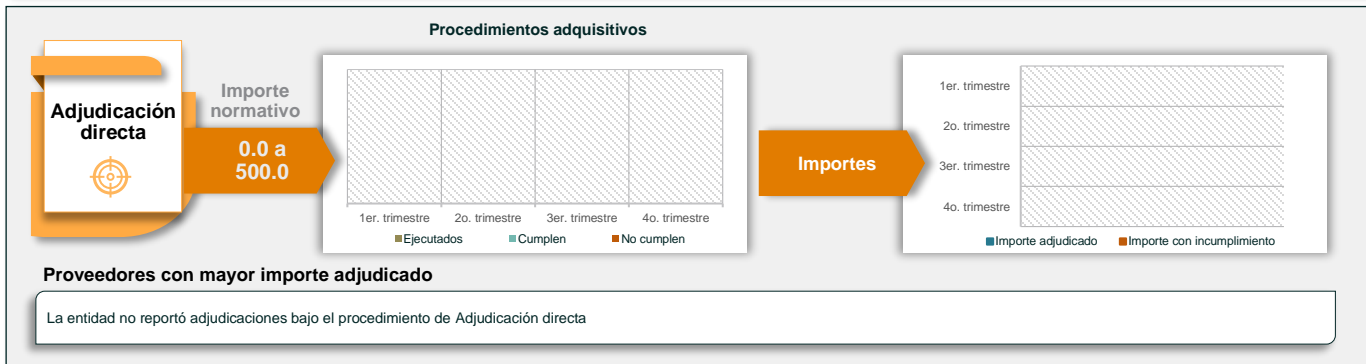 Procedimientos adquisitivos
Adjudicación
directa
Importe
normativo
0.0 a
500.0
1er. trimestre 2o. trimestre 3er. trimestre 4o. trimestre
Ejecutados Cumplen No cumplen
Importes
1er. trimestre
2o. trimestre
3er. trimestre
4o. trimestre
Importe adjudicado Importe con incumplimiento
Proveedores con mayor importe adjudicado
La entidad no reportó adjudicaciones bajo el procedimiento de Adjudicación directa